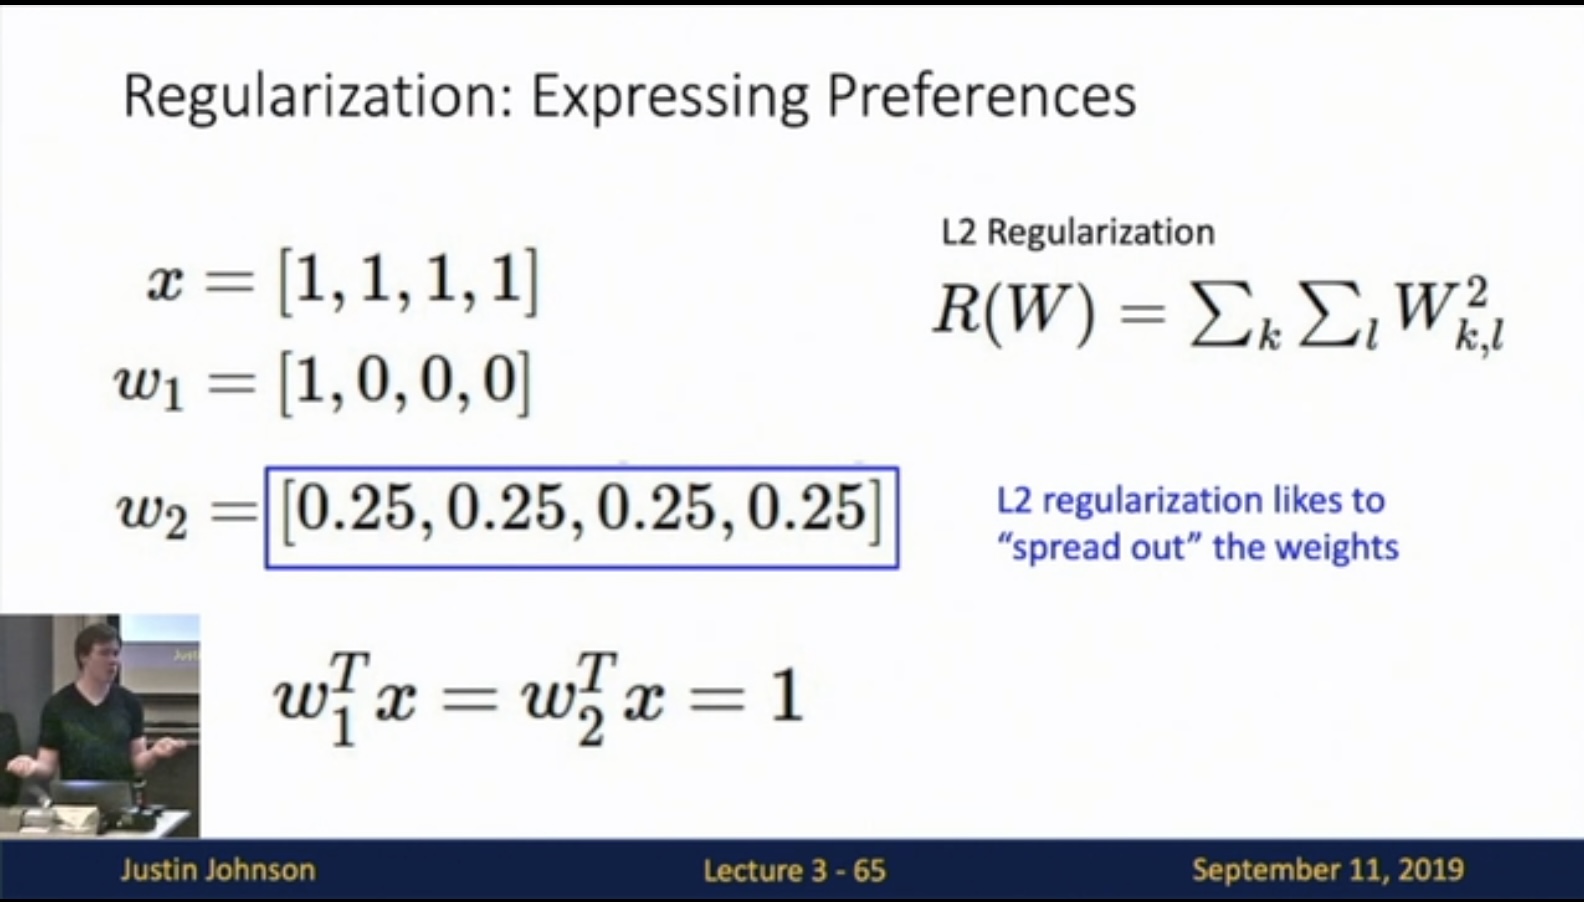 Regularization: Expressing Preferences
L2 Regularization
x = [1, 1, 1, 1]
R(W) = ∑_k ∑_l W_{k,l}^2
w_1 = [1, 0, 0, 0]
w_2 = [0.25, 0.25, 0.25, 0.25]
L2 regularization likes to
“spread out” the weights
w_1^T x = w_2^T x = 1
Justin Johnson
Lecture 3 - 65
September 11, 2019